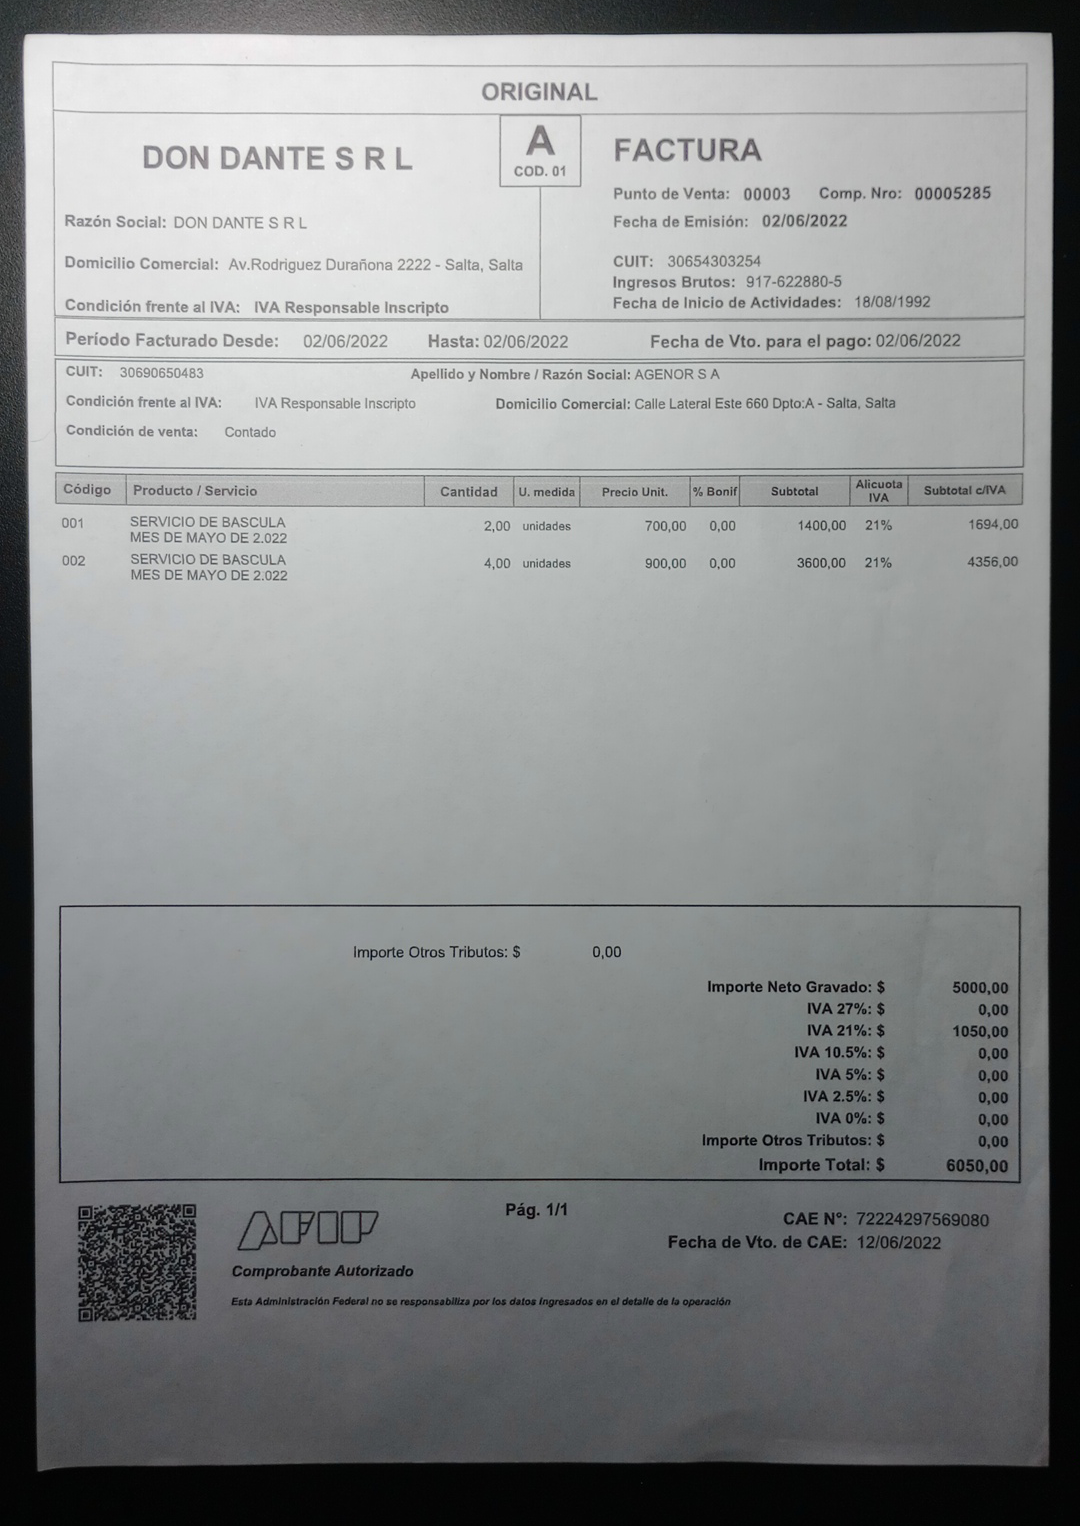 ORIGINAL
DON DANTE S R L
A
COD. 01
FACTURA
Punto de Venta: 00003 Comp. Nro: 00005285
Razón Social: DON DANTE S R L
Fecha de Emisión: 02/06/2022
Domicilio Comercial: Av.Rodriguez Durañona 2222 - Salta, Salta
CUIT: 30654303254
Ingresos Brutos: 917-622880-5
Condición frente al IVA: IVA Responsable Inscripto
Fecha de Inicio de Actividades: 18/08/1992
Período Facturado Desde: 02/06/2022 Hasta: 02/06/2022 Fecha de Vto. para el pago: 02/06/2022
CUIT: 30690650483 Apellido y Nombre / Razón Social: AGENOR S A
Condición frente al IVA: IVA Responsable Inscripto Domicilio Comercial: Calle Lateral Este 660 Dpto:A - Salta, Salta
Condición de venta: Contado
Código Producto / Servicio Cantidad U. medida Precio Unit. % Bonif Subtotal Alicuota IVA Subtotal c/IVA
001 SERVICIO DE BASCULA 2,00 unidades 700,00 0,00 1400,00 21% 1694,00
MES DE MAYO DE 2.022
002 SERVICIO DE BASCULA 4,00 unidades 900,00 0,00 3600,00 21% 4356,00
MES DE MAYO DE 2.022
Importe Otros Tributos: $ 0,00
Importe Neto Gravado: $ 5000,00
IVA 27%: $ 0,00
IVA 21%: $ 1050,00
IVA 10.5%: $ 0,00
IVA 5%: $ 0,00
IVA 2.5%: $ 0,00
IVA 0%: $ 0,00
Importe Otros Tributos: $ 0,00
Importe Total: $ 6050,00
AFIP
Pág. 1/1
CAE N°: 72224297569080
Fecha de Vto. de CAE: 12/06/2022
Comprobante Autorizado
Esta Administración Federal no se responsabiliza por los datos ingresados en el detalle de la operación